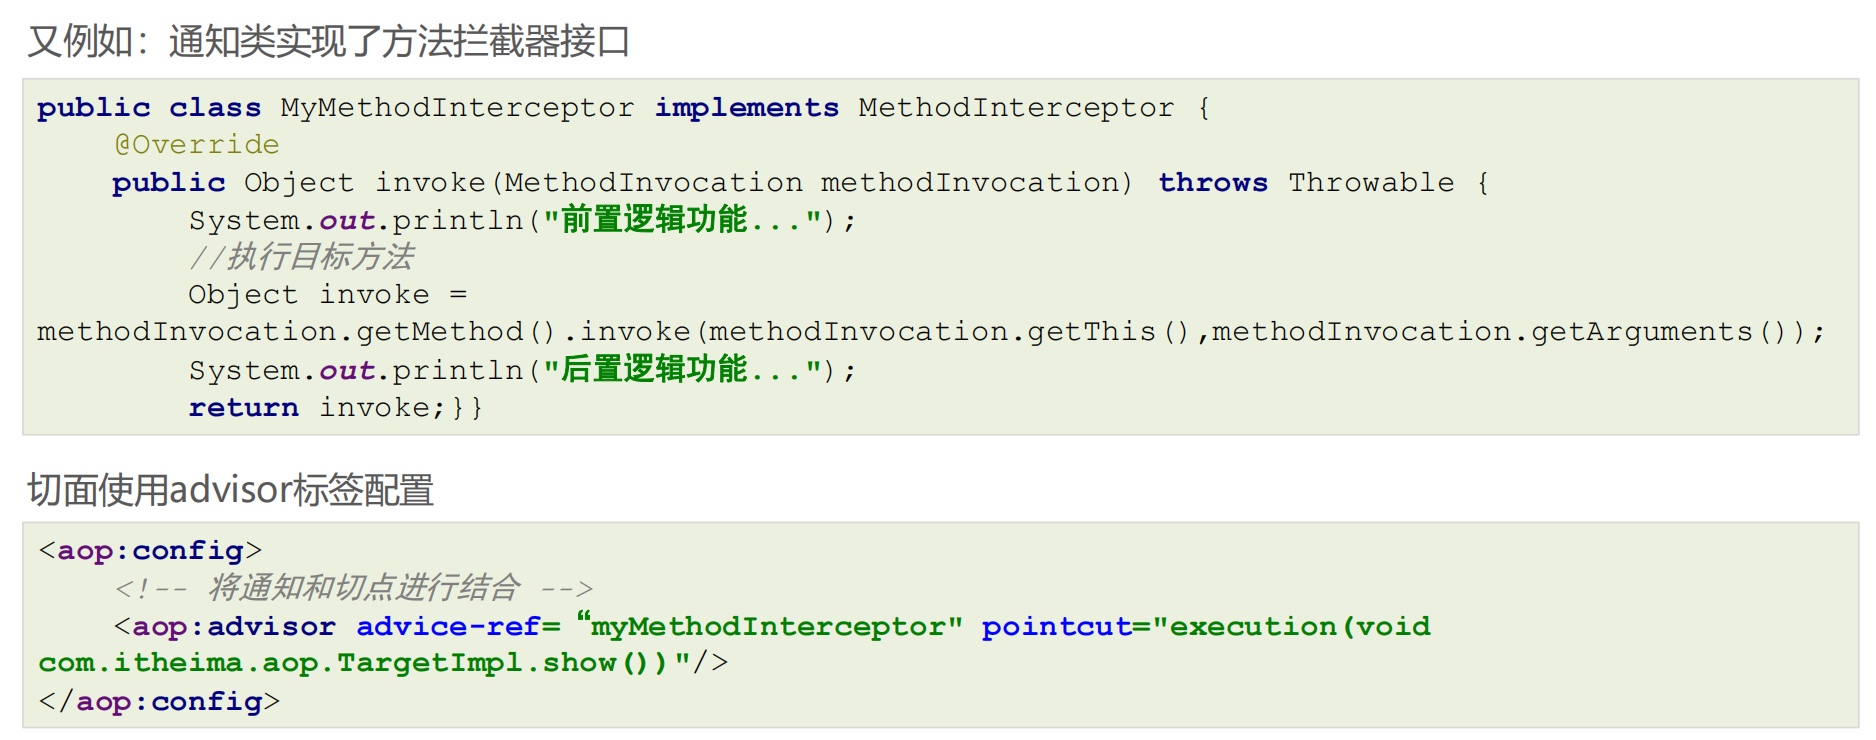 又例如：通知类实现了方法拦截器接口
public class MyMethodInterceptor implements MethodInterceptor {
    @Override
    public Object invoke(MethodInvocation methodInvocation) throws Throwable {
        System.out.println("前置逻辑功能...");
        //执行目标方法
        Object invoke =
methodInvocation.getMethod().invoke(methodInvocation.getThis(),methodInvocation.getArguments());
        System.out.println("后置逻辑功能...");
        return invoke;}}
切面使用advisor标签配置
<aop:config>
    <!-- 将通知和切点进行结合 -->
    <aop:advisor advice-ref=“myMethodInterceptor" pointcut="execution(void
com.itheima.aop.TargetImpl.show())"/>
</aop:config>